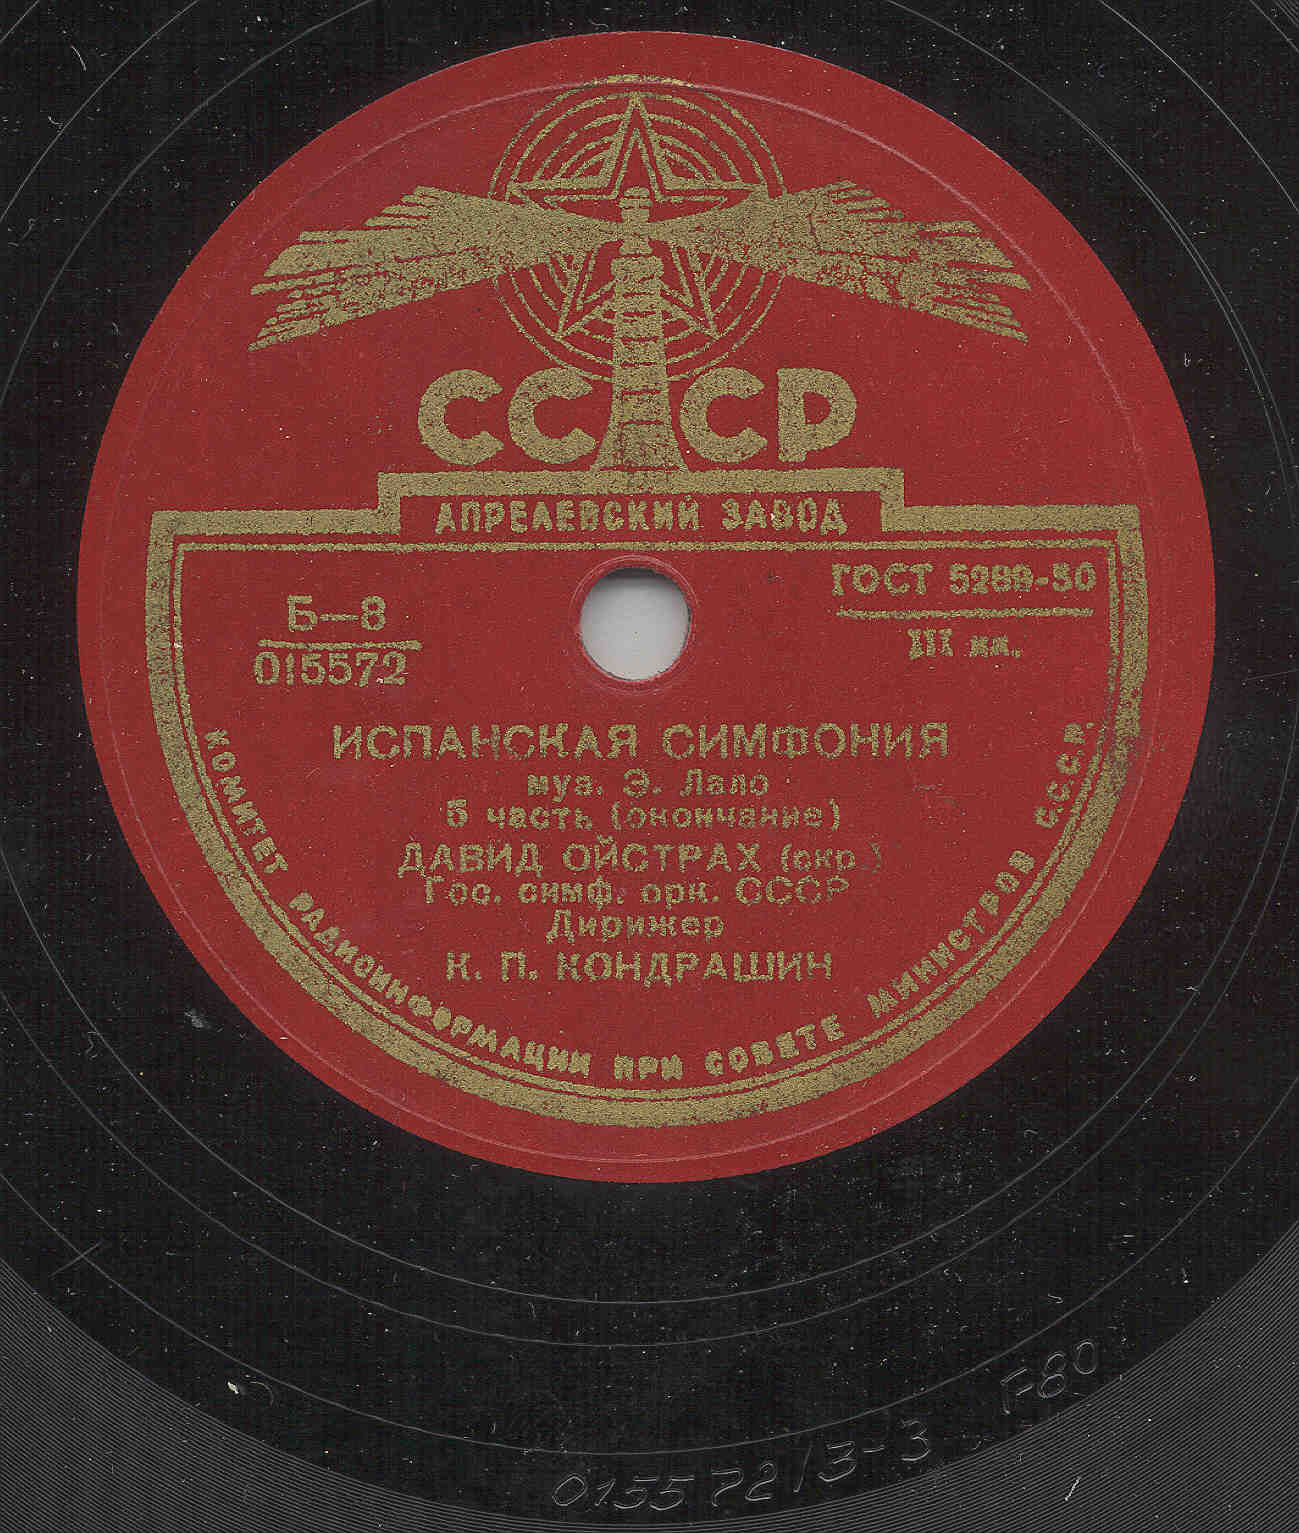 СССР
АПРЕЛЕВСКИЙ ЗАВОД
Б—8
015572
ГОСТ 5289-50
III кл.
ИСПАНСКАЯ СИМФОНИЯ
муз. Э. Лало
5 часть (окончание)
ДАВИД ОЙСТРАХ (скр.)
Гос. симф. орк. СССР
Дирижер
К. П. КОНДРАШИН
КОМИТЕТ РАДИОИНФОРМАЦИИ ПРИ СОВЕТЕ МИНИСТРОВ С.С.С.Р.
015572/3-3 F80